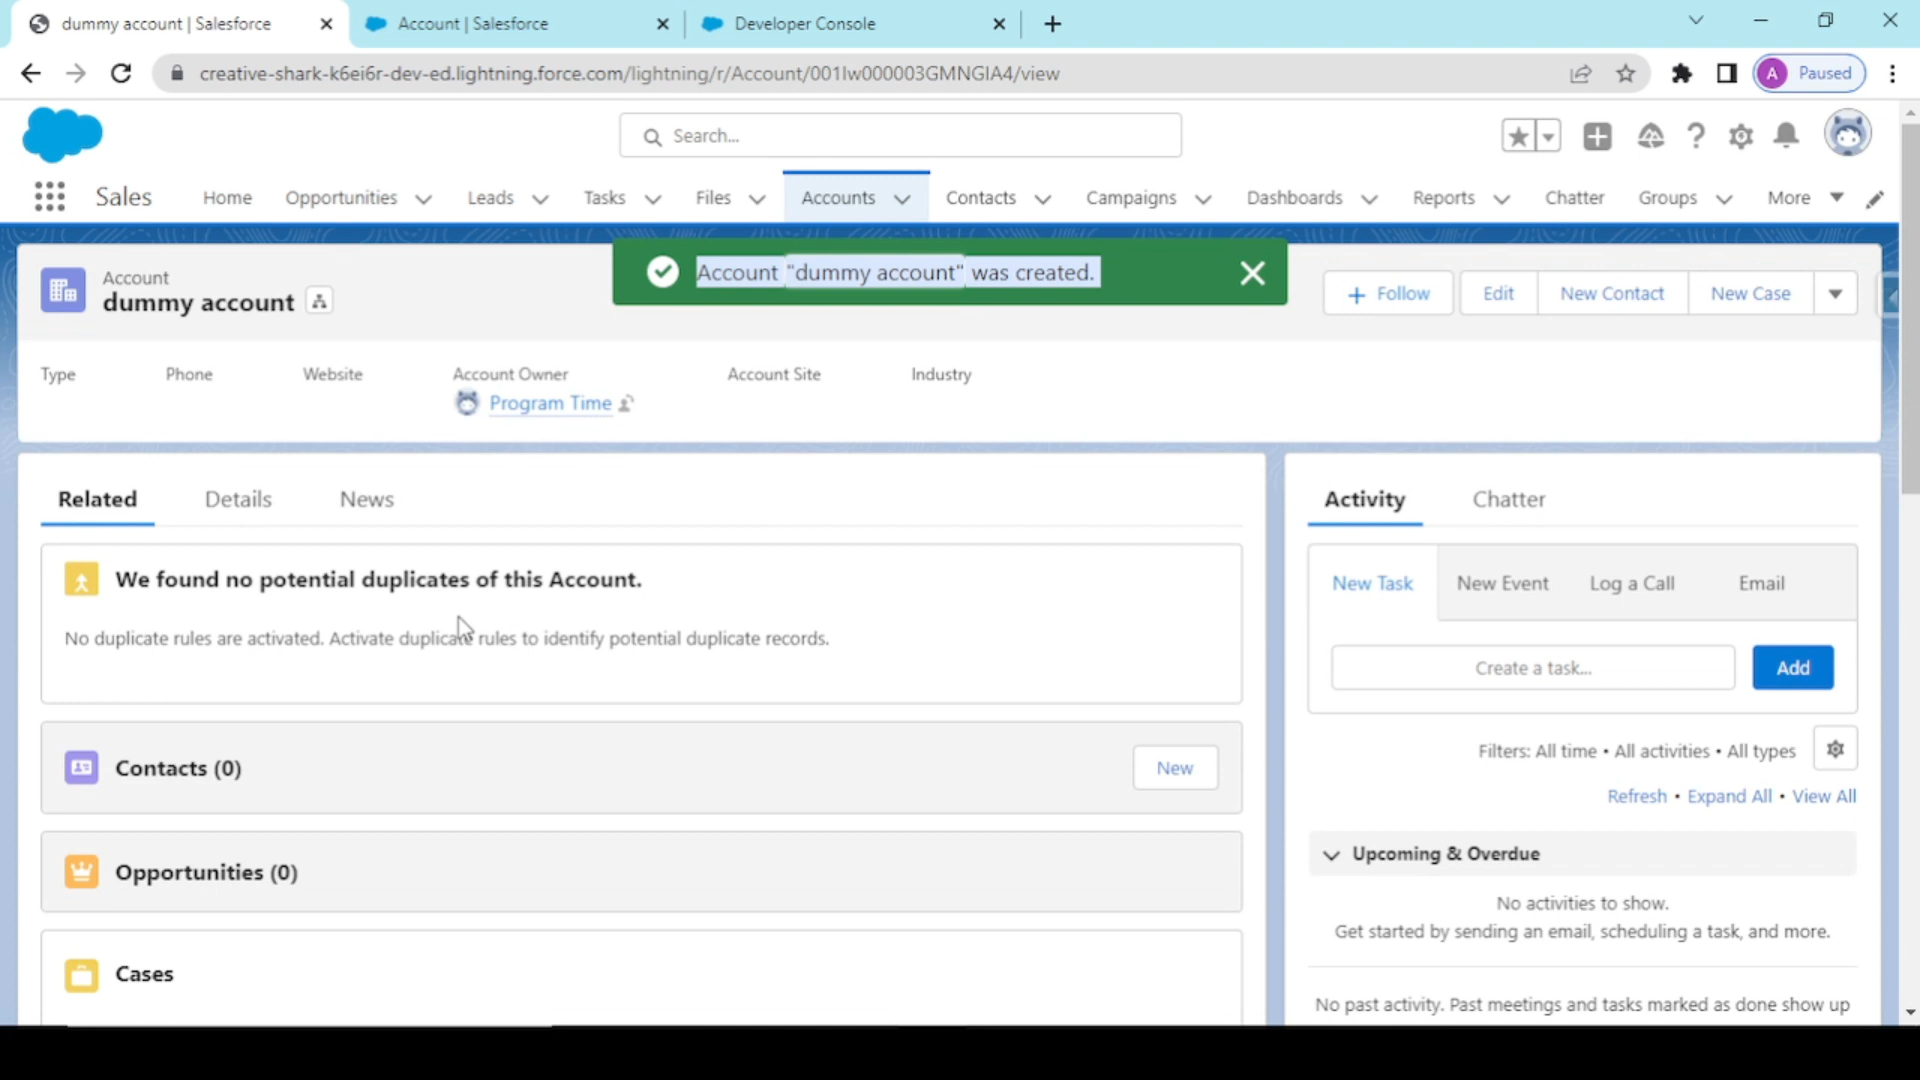 dummy account | Salesforce
Account | Salesforce
Developer Console
creative-shark-k6ei6r-dev-ed.lightning.force.com/lightning/r/Account/001Iw000003GMNGIA4/view
A Paused
Search...
Sales Home Opportunities Leads Tasks Files Accounts Contacts Campaigns Dashboards Reports Chatter Groups More
Account "dummy account" was created.
Account
dummy account
+ Follow Edit New Contact New Case
Type Phone Website Account Owner Account Site Industry
Program Time
Related Details News
We found no potential duplicates of this Account.
No duplicate rules are activated. Activate duplicate rules to identify potential duplicate records.
Contacts (0)
New
Opportunities (0)
Cases
Activity Chatter
New Task New Event Log a Call Email
Create a task...
Add
Filters: All time • All activities • All types
Refresh • Expand All • View All
Upcoming & Overdue
No activities to show.
Get started by sending an email, scheduling a task, and more.
No past activity. Past meetings and tasks marked as done show up